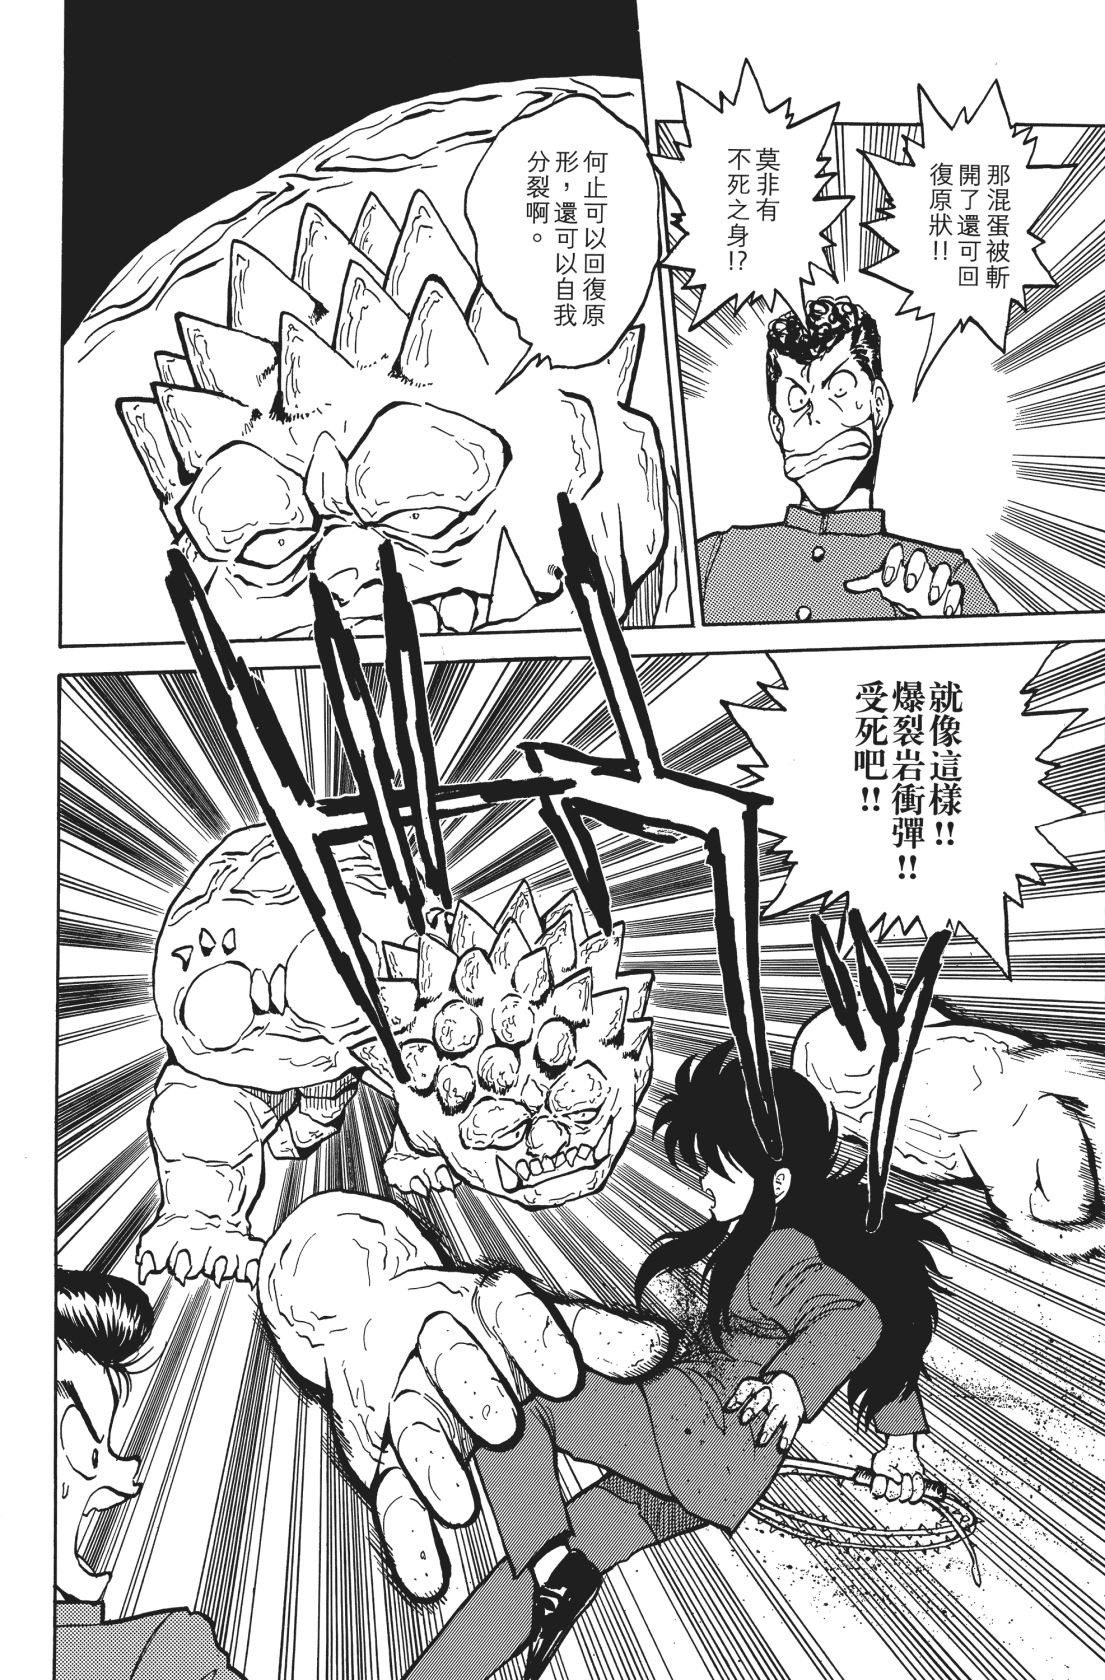 那混蛋被斬
開了還可回
復原狀!!
莫非有
不死之身!?
何止可以回復原
形，還可以自我
分裂啊。
就像這樣!!
爆裂岩衝彈!!
受死吧!!